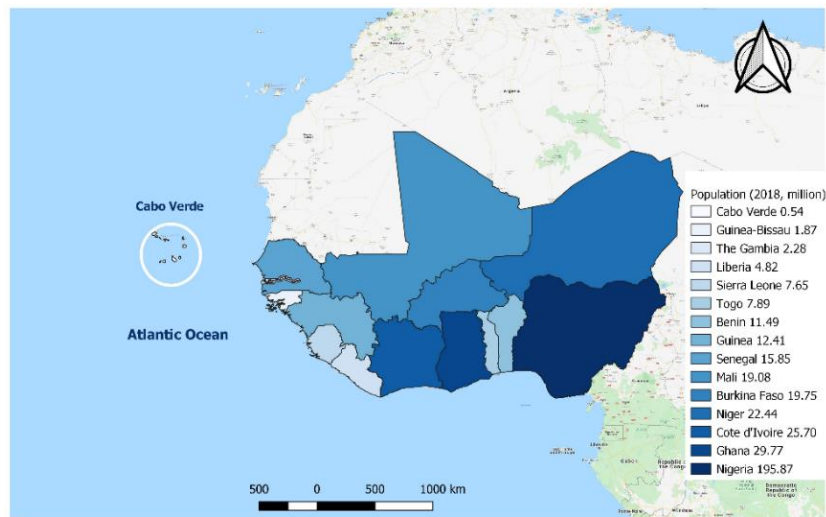 Cabo Verde
Atlantic Ocean
Population (2018, million)
Cabo Verde 0.54
Guinea-Bissau 1.87
The Gambia 2.28
Liberia 4.82
Sierra Leone 7.65
Togo 7.89
Benin 11.49
Guinea 12.41
Senegal 15.85
Mali 19.08
Burkina Faso 19.75
Niger 22.44
Cote d'Ivoire 25.70
Ghana 29.77
Nigeria 195.87
500 0 500 1000 km